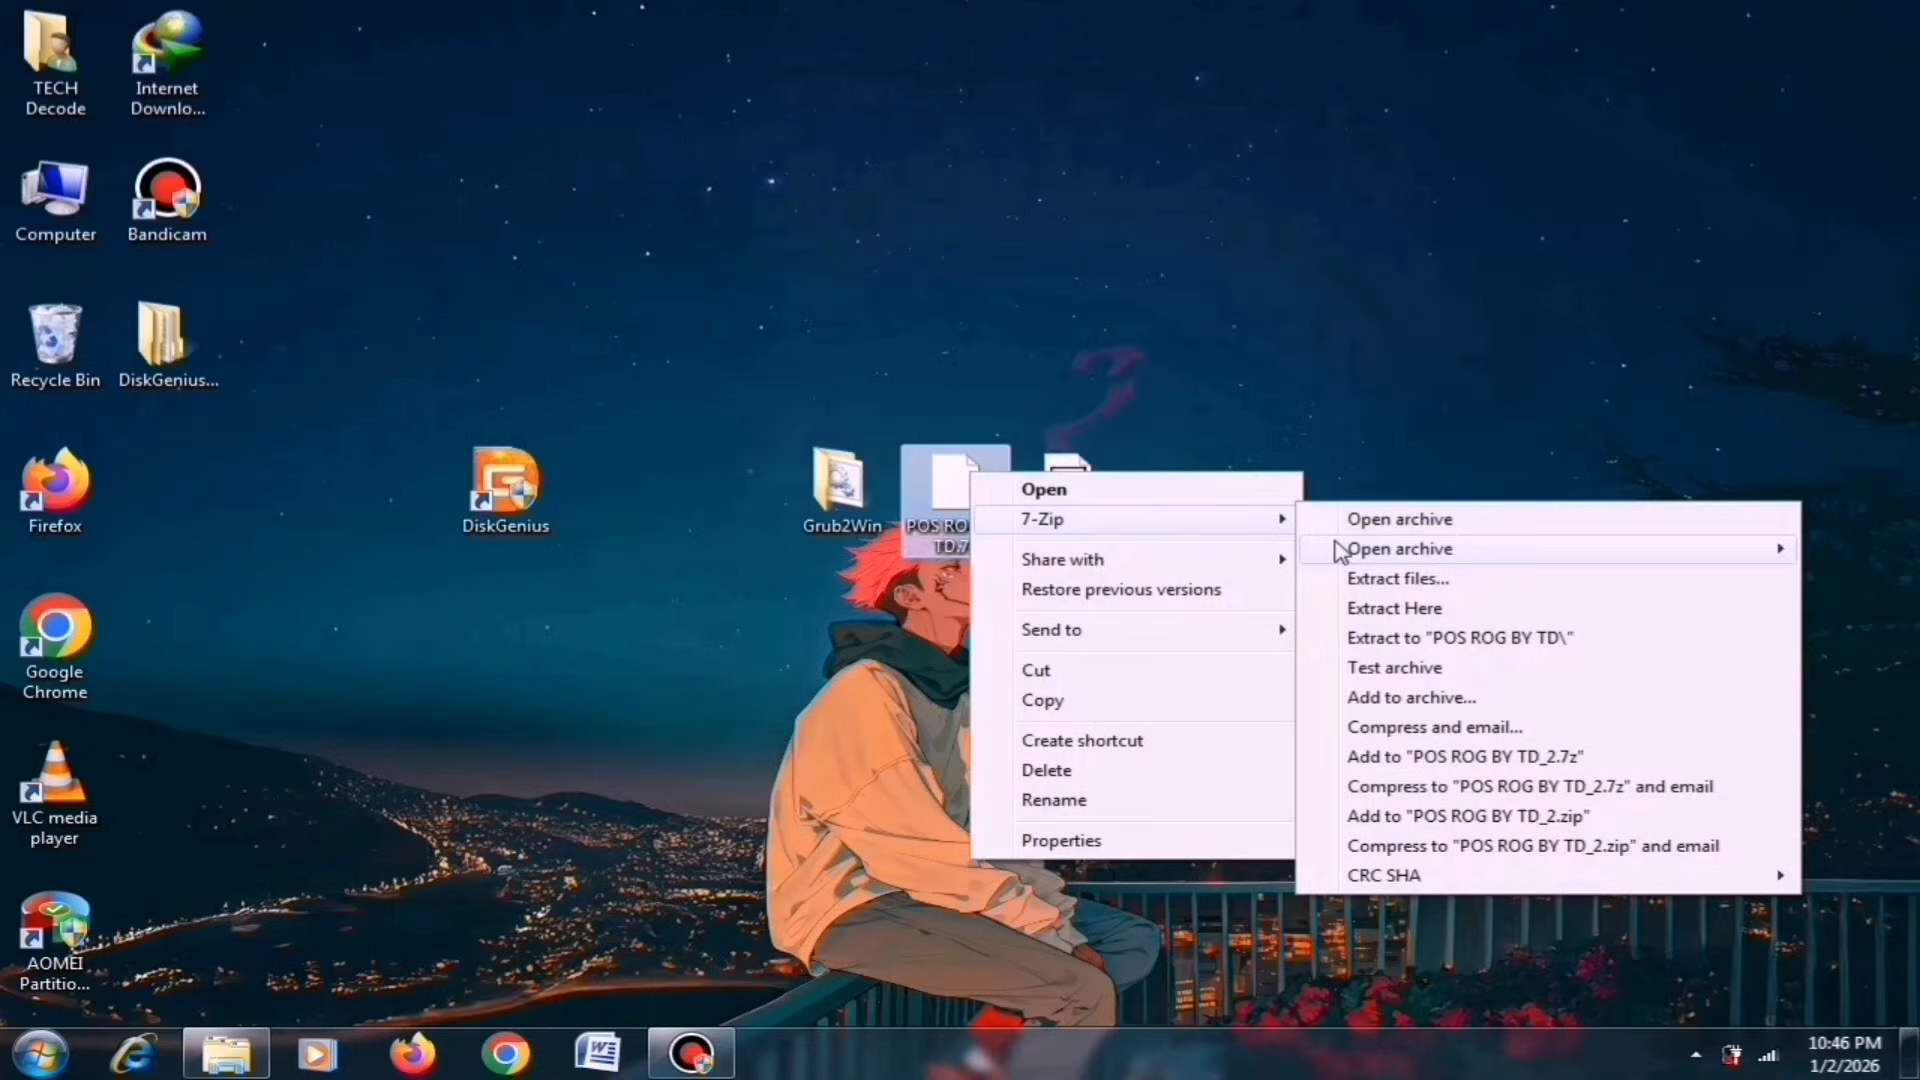 TECH
Decode
Internet
Downlo...
Computer
Bandicam
Recycle Bin
DiskGenius...
Firefox
DiskGenius
Grub2Win
POS RO
TD.7
Google
Chrome
VLC media
player
AOMEI
Partitio...
Open
7-Zip
Share with
Restore previous versions
Send to
Cut
Copy
Create shortcut
Delete
Rename
Properties
Open archive
Open archive
Extract files...
Extract Here
Extract to "POS ROG BY TD\"
Test archive
Add to archive...
Compress and email...
Add to "POS ROG BY TD_2.7z"
Compress to "POS ROG BY TD_2.7z" and email
Add to "POS ROG BY TD_2.zip"
Compress to "POS ROG BY TD_2.zip" and email
CRC SHA
10:46 PM
1/2/2026